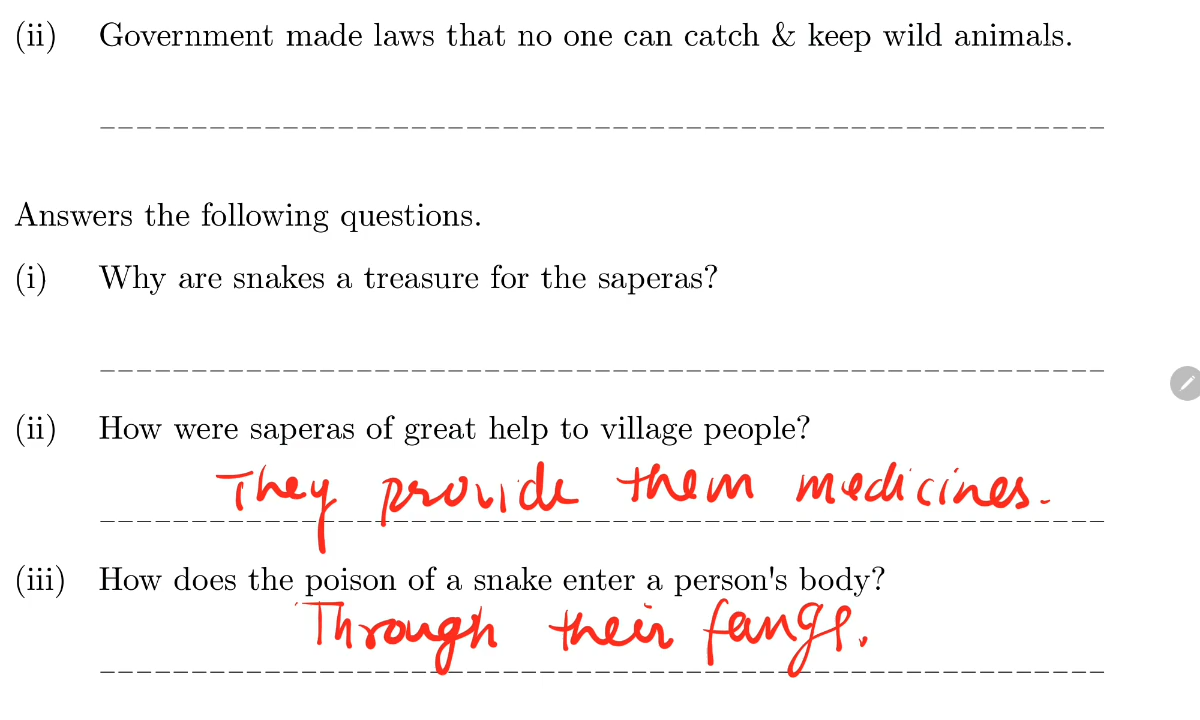 (ii) Government made laws that no one can catch & keep wild animals.
Answers the following questions.
(i) Why are snakes a treasure for the saperas?
(ii) How were saperas of great help to village people?
They provide them medicines.
(iii) How does the poison of a snake enter a person's body?
Through their fangs.